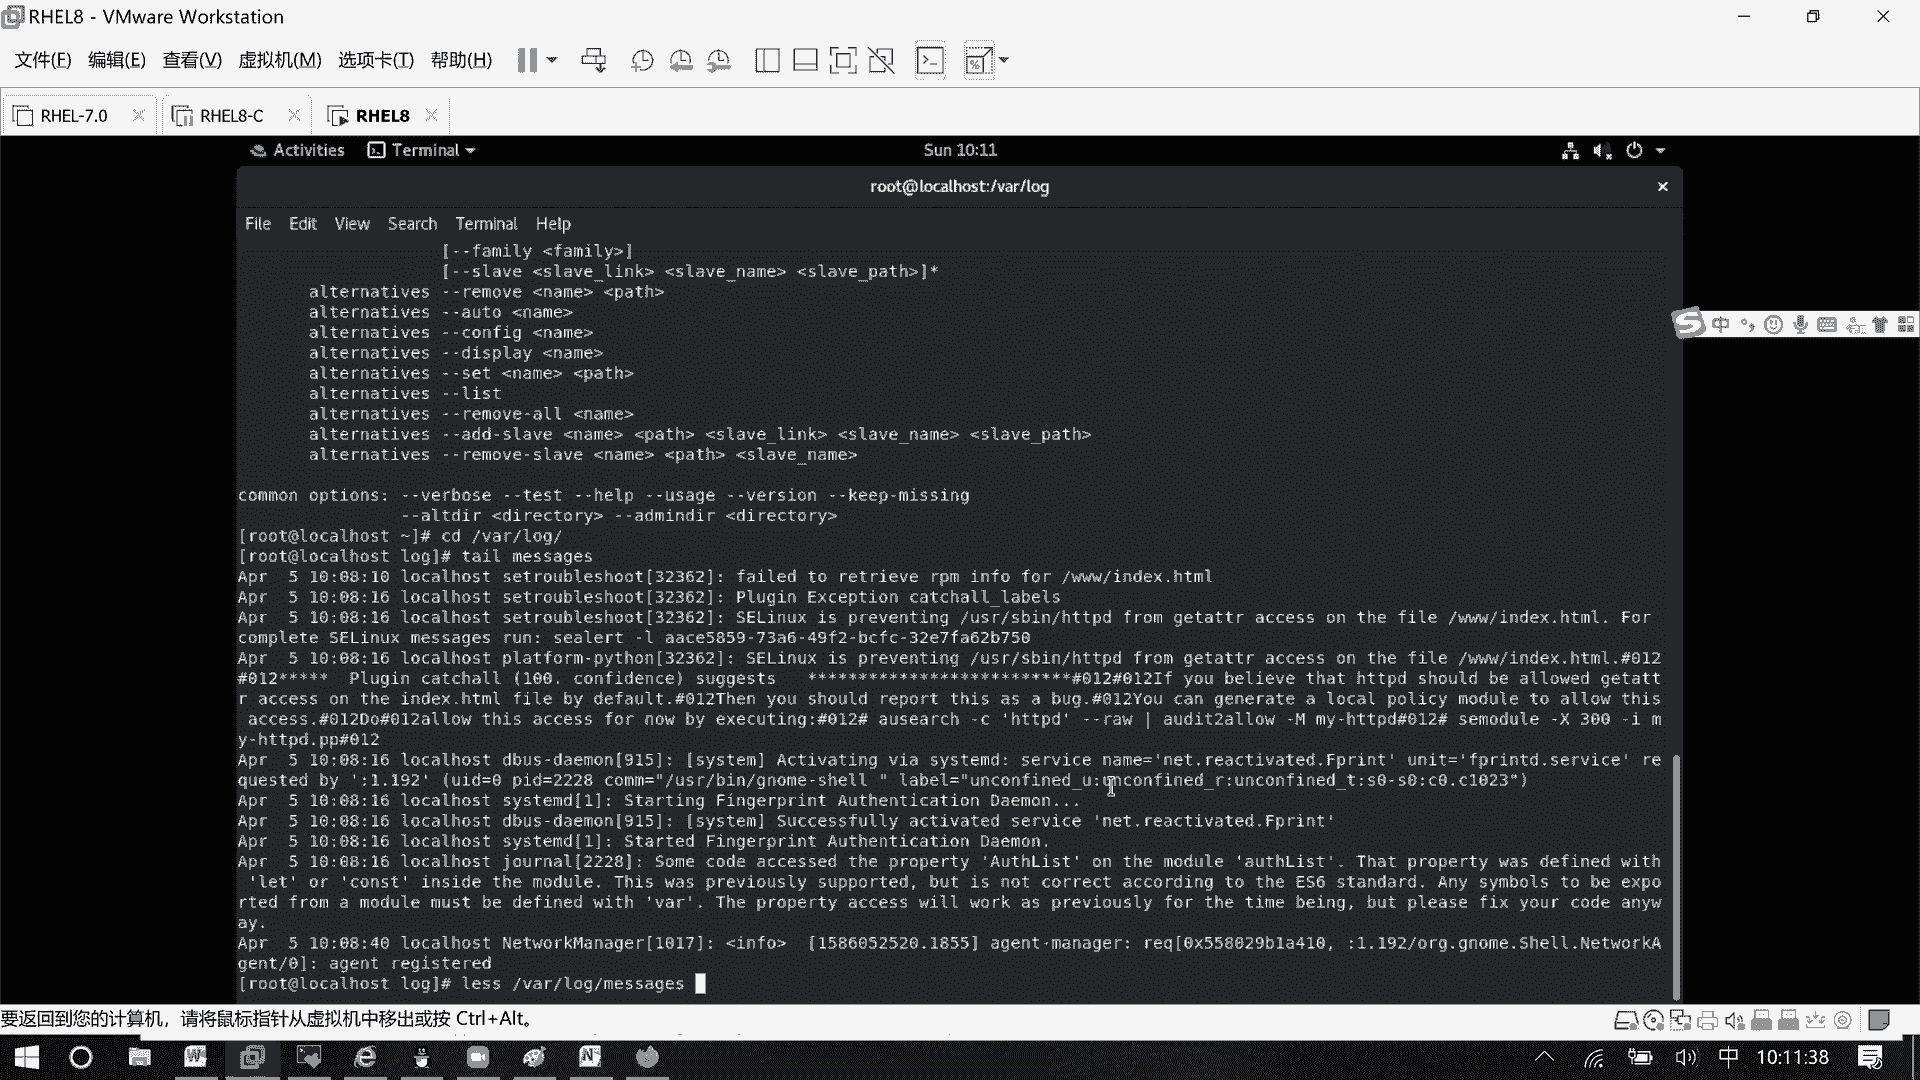 RHEL8 - VMware Workstation
文件(F) 编辑(E) 查看(V) 虚拟机(M) 选项卡(T) 帮助(H)
RHEL-7.0 RHEL8-C RHEL8
Activities Terminal Sun 10:11
root@localhost:/var/log
File Edit View Search Terminal Help
[--family <family>]
[--slave <slave_link> <slave_name> <slave_path>]*
alternatives --remove <name> <path>
alternatives --auto <name>
alternatives --config <name>
alternatives --display <name>
alternatives --set <name> <path>
alternatives --list
alternatives --remove-all <name>
alternatives --add-slave <name> <path> <slave_link> <slave_name> <slave_path>
alternatives --remove-slave <name> <path> <slave_name>
common options: --verbose --test --help --usage --version --keep-missing
--altdir <directory> --admindir <directory>
[root@localhost ~]# cd /var/log/
[root@localhost log]# tail messages
Apr  5 10:08:10 localhost setroubleshoot[32362]: failed to retrieve rpm info for /www/index.html
Apr  5 10:08:16 localhost setroubleshoot[32362]: Plugin Exception catchall_labels
Apr  5 10:08:16 localhost setroubleshoot[32362]: SELinux is preventing /usr/sbin/httpd from getattr access on the file /www/index.html. For
complete SELinux messages run: sealert -l aace5859-73a6-49f2-bcfc-32e7fa62b750
Apr  5 10:08:16 localhost platform-python[32362]: SELinux is preventing /usr/sbin/httpd from getattr access on the file /www/index.html.#012
#012*****  Plugin catchall (100. confidence) suggests   **************************#012#012If you believe that httpd should be allowed getatt
r access on the index.html file by default.#012Then you should report this as a bug.#012You can generate a local policy module to allow this
access.#012Do#012allow this access for now by executing:#012# ausearch -c 'httpd' --raw | audit2allow -M my-httpd#012# semodule -X 300 -i m
y-httpd.pp#012
Apr  5 10:08:16 localhost dbus-daemon[915]: [system] Activating via systemd: service name='net.reactivated.Fprint' unit='fprintd.service' re
quested by ':1.192' (uid=0 pid=2228 comm="/usr/bin/gnome-shell " label="unconfined_u:unconfined_r:unconfined_t:s0-s0:c0.c1023")
Apr  5 10:08:16 localhost systemd[1]: Starting Fingerprint Authentication Daemon...
Apr  5 10:08:16 localhost dbus-daemon[915]: [system] Successfully activated service 'net.reactivated.Fprint'
Apr  5 10:08:16 localhost systemd[1]: Started Fingerprint Authentication Daemon.
Apr  5 10:08:16 localhost journal[2228]: Some code accessed the property 'AuthList' on the module 'authList'. That property was defined with
'let' or 'const' inside the module. This was previously supported, but is not correct according to the ES6 standard. Any symbols to be expo
rted from a module must be defined with 'var'. The property access will work as previously for the time being, but please fix your code anyw
ay.
Apr  5 10:08:40 localhost NetworkManager[1017]: <info>  [1586052520.1855] agent-manager: req[0x558029b1a410, :1.192/org.gnome.Shell.NetworkA
gent/0]: agent registered
[root@localhost log]# less /var/log/messages
中
要返回到您的计算机，请将鼠标指针从虚拟机中移出或按 Ctrl+Alt。
中 10:11:38